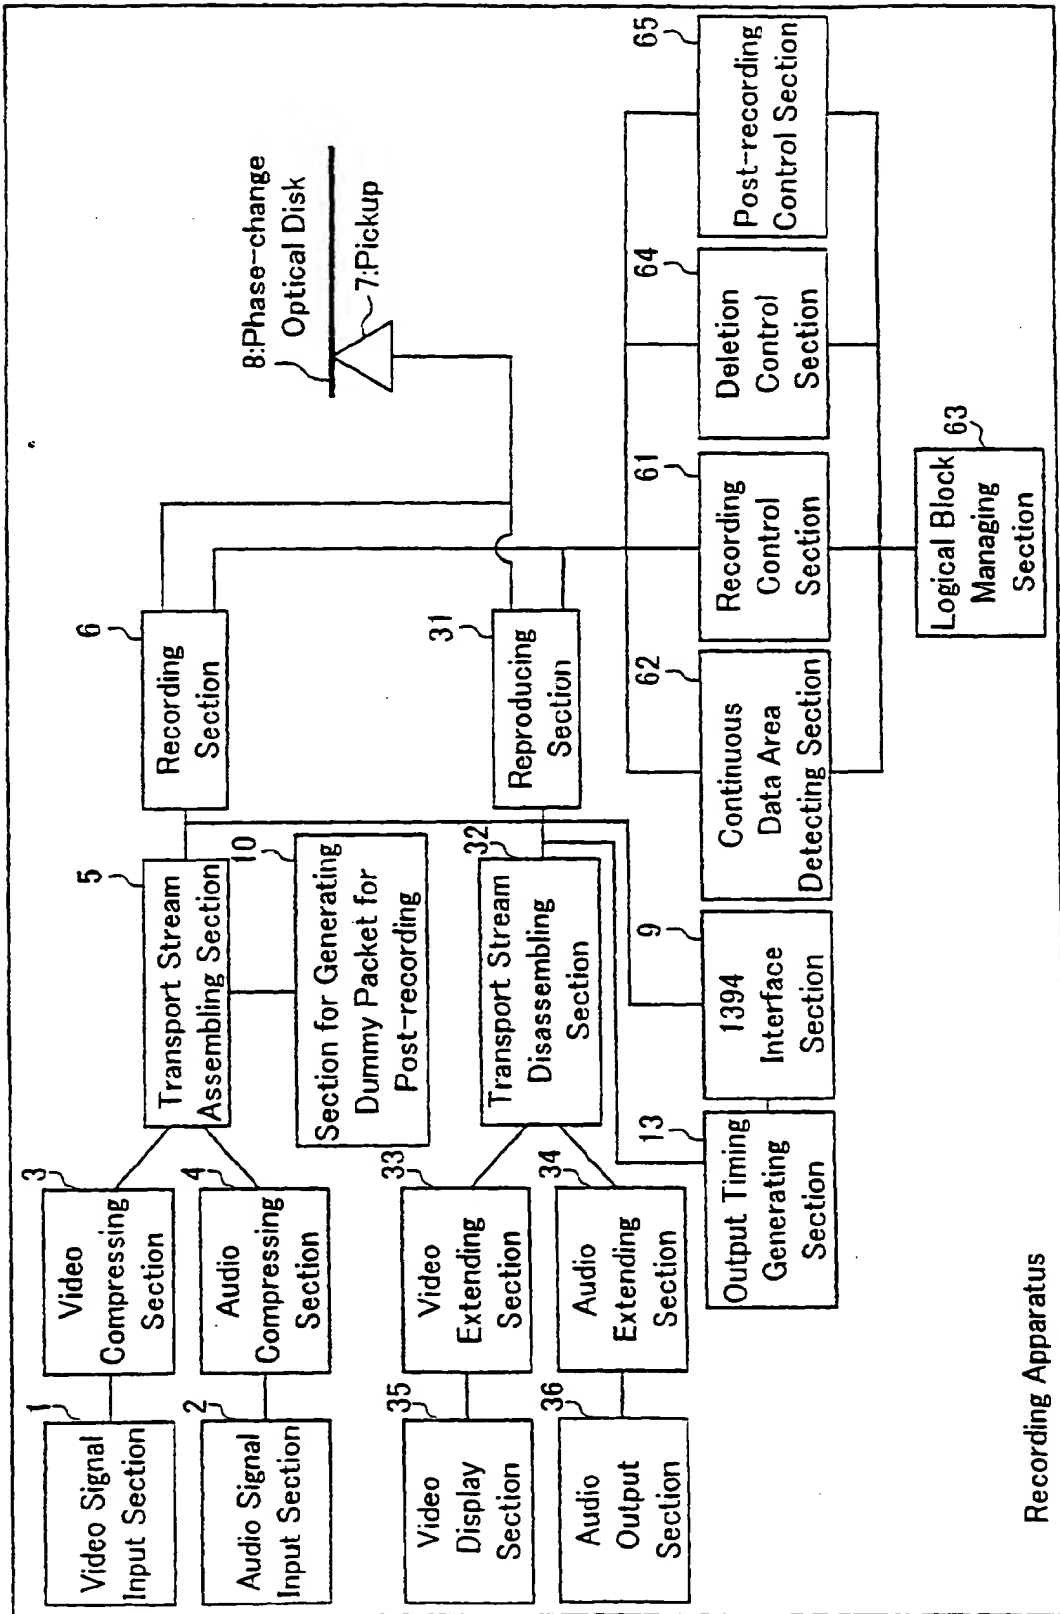 1
Video Signal
Input Section
3
Video
Compressing
Section
5
Transport Stream
Assembling Section
6
Recording
Section
8:Phase-change
Optical Disk
7:Pickup
2
Audio Signal
Input Section
4
Audio
Compressing
Section
10
Section for Generating
Dummy Packet for
Post-recording
35
Video
Display
Section
33
Video
Extending
Section
32
Transport Stream
Disassembling
Section
31
Reproducing
Section
36
Audio
Output
Section
34
Audio
Extending
Section
13
Output Timing
Generating
Section
9
1394
Interface
Section
62
Continuous
Data Area
Detecting Section
61
Recording
Control
Section
64
Deletion
Control
Section
65
Post-recording
Control Section
63
Logical Block
Managing
Section
Recording Apparatus